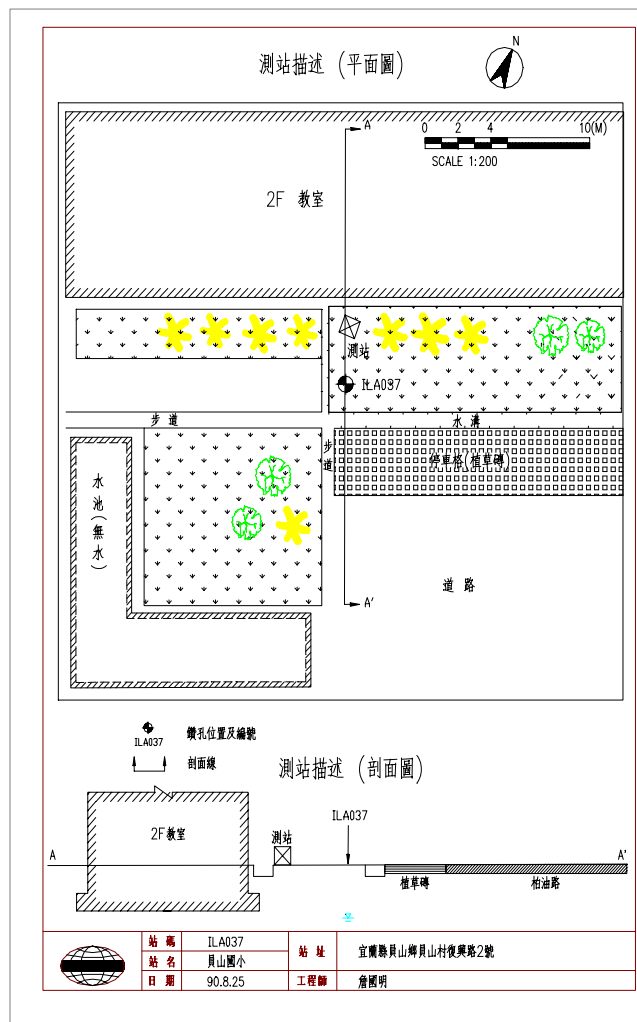 測站描述 (平面圖)
N
A
0 2 4 10(M)
SCALE 1:200
2F 教室
測站
ILA037
步道
水溝
步道
停車格(植草磚)
水池(無水)
道路
A'
ILA037 鑽孔位置及編號
剖面線
測站描述 (剖面圖)
ILA037
2F教室
測站
A
A'
植草磚
柏油路
站碼 ILA037 站址 宜蘭縣員山鄉員山村復興路2號
站名 員山國小
日期 90.8.25 工程師 詹國明